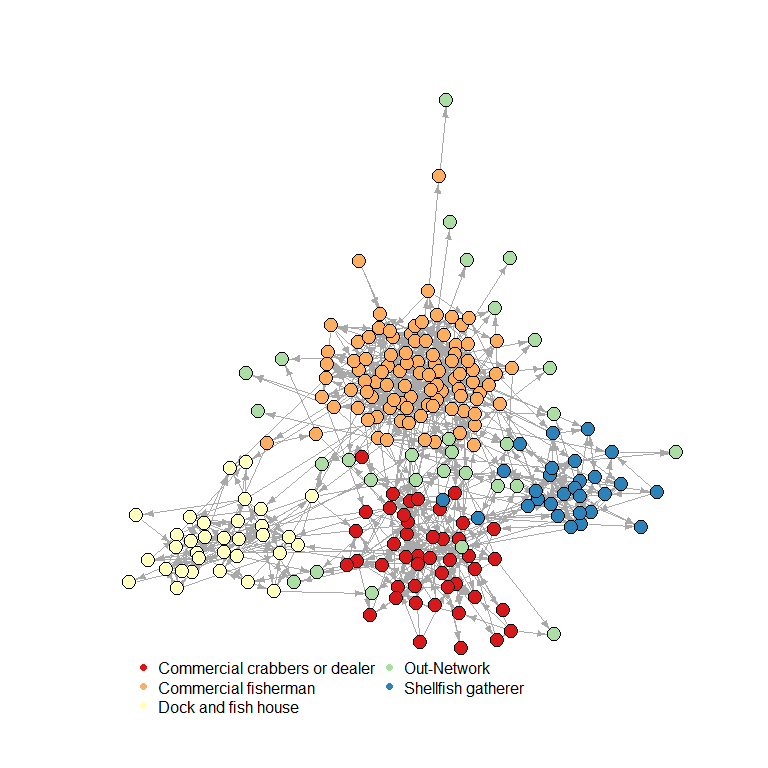 Commercial crabbers or dealer
Commercial fisherman
Dock and fish house
Out-Network
Shellfish gatherer